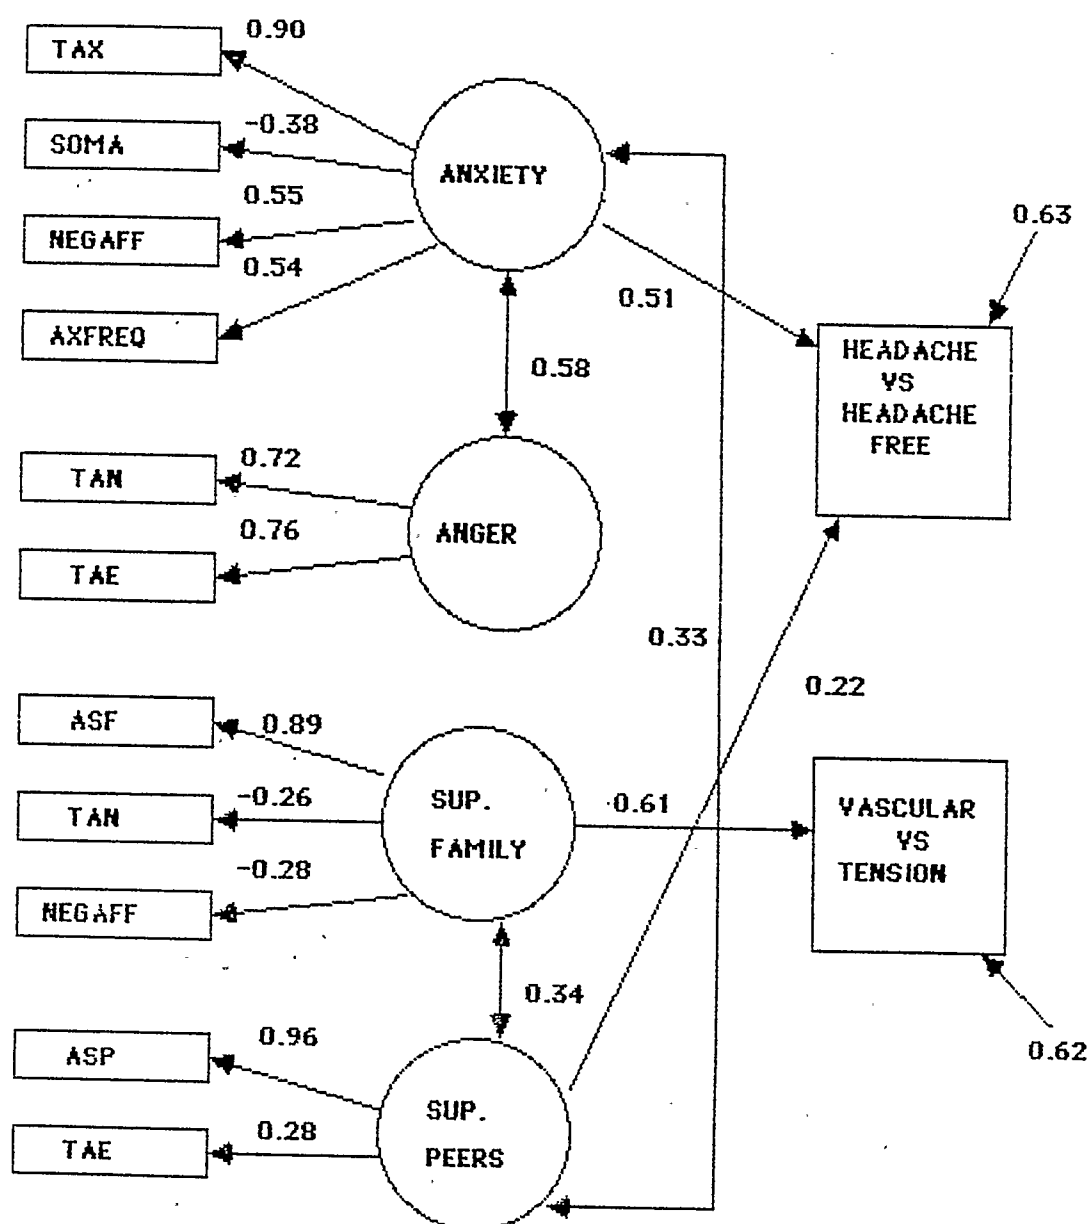 0.90
TAX
-0.38
SOMA
ANXIETY
0.55
NEGAFF
0.63
0.54
0.51
AXFREQ
HEADACHE
VS
HEADACHE
FREE
0.58
0.72
TAN
0.76
ANGER
TAE
0.33
0.22
ASF
0.89
-0.26
SUP.
FAMILY
0.61
TAN
VASCULAR
VS
TENSION
-0.28
NEGAFF
0.34
0.96
ASP
0.62
SUP.
PEERS
0.28
TAE